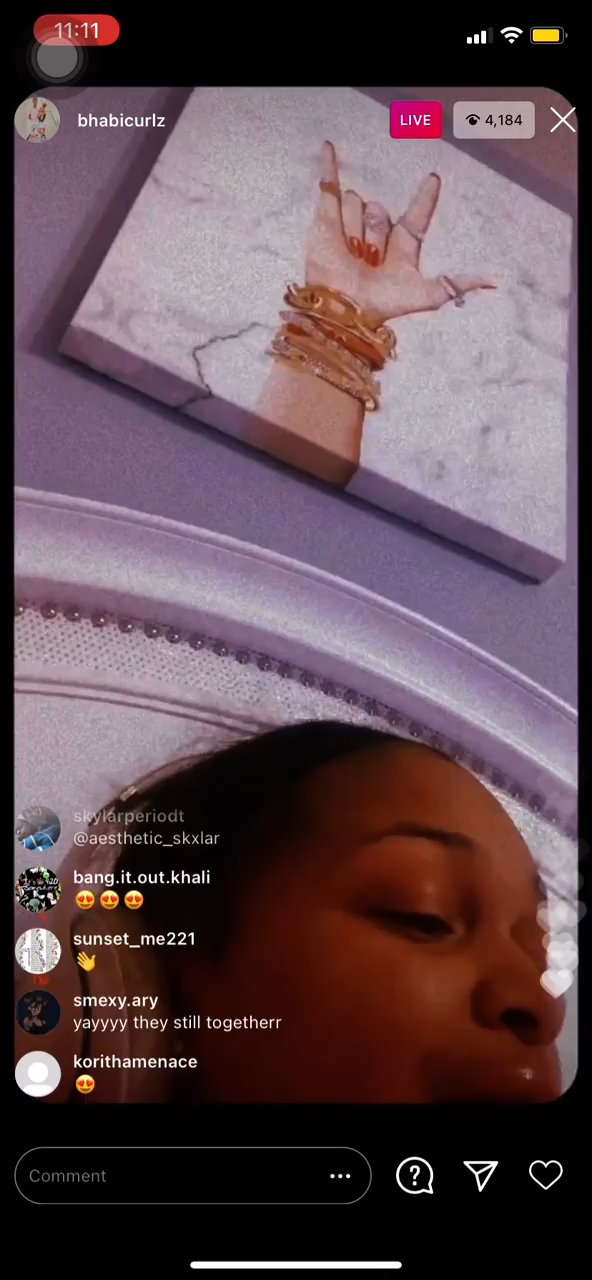 11:11
bhabicurlz
LIVE
4,184
skylarperiodt
@aesthetic_skxlar
bang.it.out.khali
😍😍😍
sunset_me221
👋
smexy.ary
yayyyy they still togetherr
korithamenace
😍
Comment